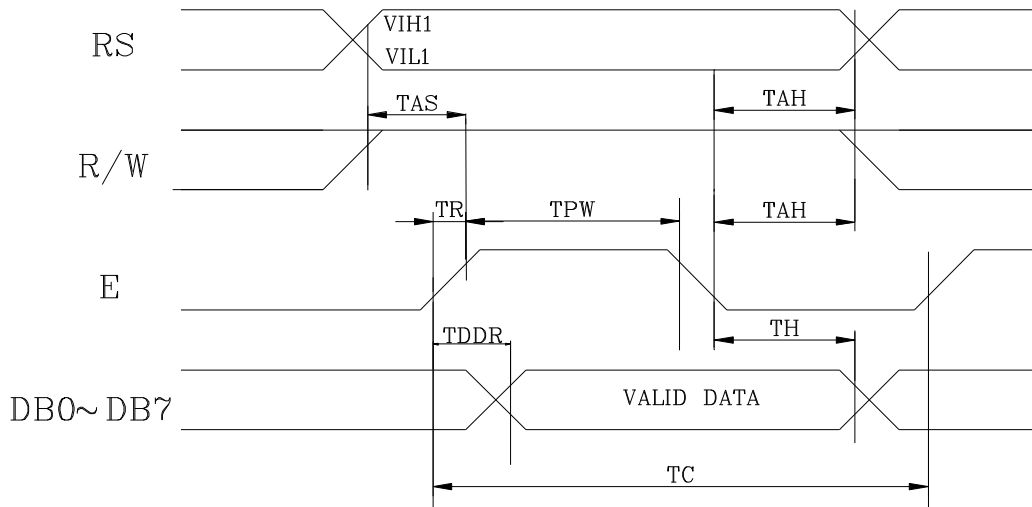 RS
VIH1
VIL1
TAS
TAH
R/W
TR
TPW
TAH
E
TDDR
TH
DB0~DB7
VALID DATA
TC